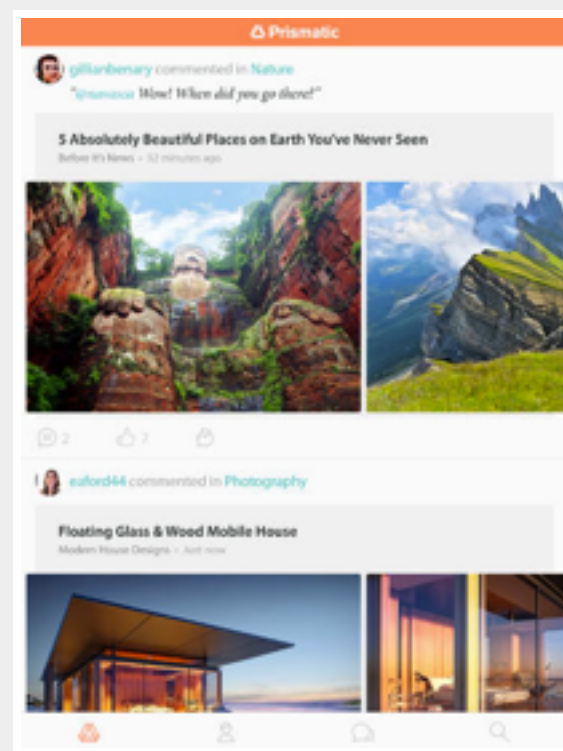 Prismatic
gillianbenary commented in Nature
Wow! When did you go there?"
5 Absolutely Beautiful Places on Earth You've Never Seen
Before It's News • 32 minutes ago
2 7
eaford44 commented in Photography
Floating Glass & Wood Mobile House
Modern House Designs • Just now